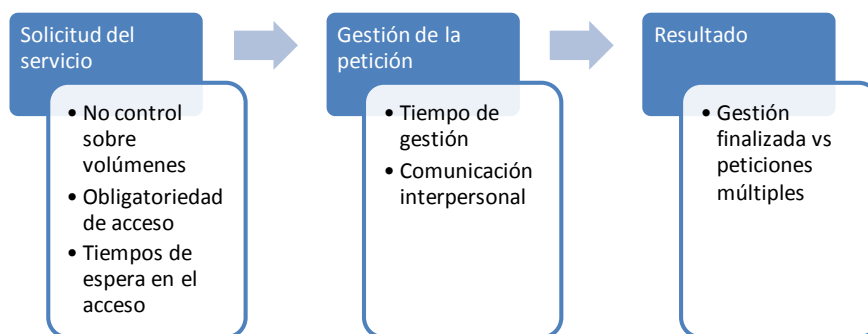 Solicitud del
servicio
• No control
sobre
volúmenes
• Obligatoriedad
de acceso
• Tiempos de
espera en el
acceso
Gestión de la
petición
• Tiempo de
gestión
• Comunicación
interpersonal
Resultado
• Gestión
finalizada vs
peticiones
múltiples